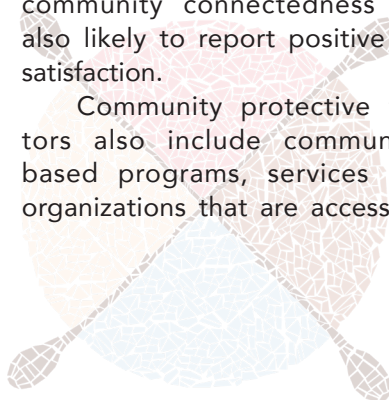 community connectedness
also likely to report positive
satisfaction.
Community protective
tors also include commun
based programs, services
organizations that are access